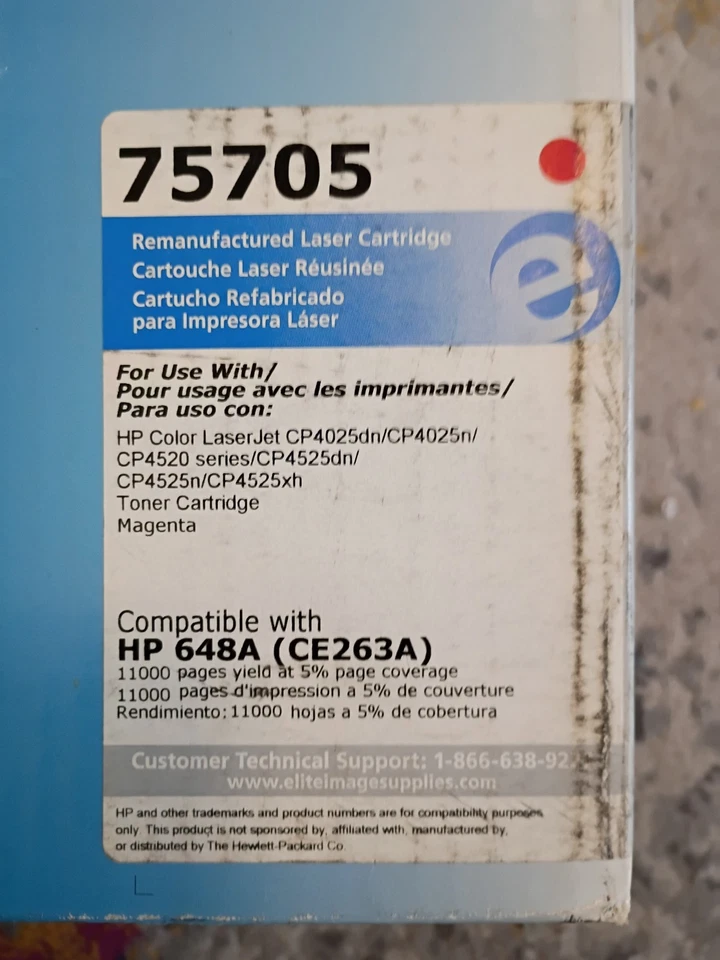 75705
Remanufactured Laser Cartridge
Cartouche Laser Réusinée
Cartucho Refabricado
para Impresora Láser
e
For Use With/
Pour usage avec les imprimantes/
Para uso con:
HP Color LaserJet CP4025dn/CP4025n/
CP4520 series/CP4525dn/
CP4525n/CP4525xh
Toner Cartridge
Magenta
Compatible with
HP 648A (CE263A)
11000 pages yield at 5% page coverage
11000 pages d'impression a 5% de couverture
Rendimiento: 11000 hojas a 5% de cobertura
Customer Technical Support:
www.eliteimagesupplies.com
HP and other trademarks and product numbers are for compatibility purposes
only. This product is not sponsored by, affiliated with, manufactured by,
or distributed by The Hewlett-Packard Co.